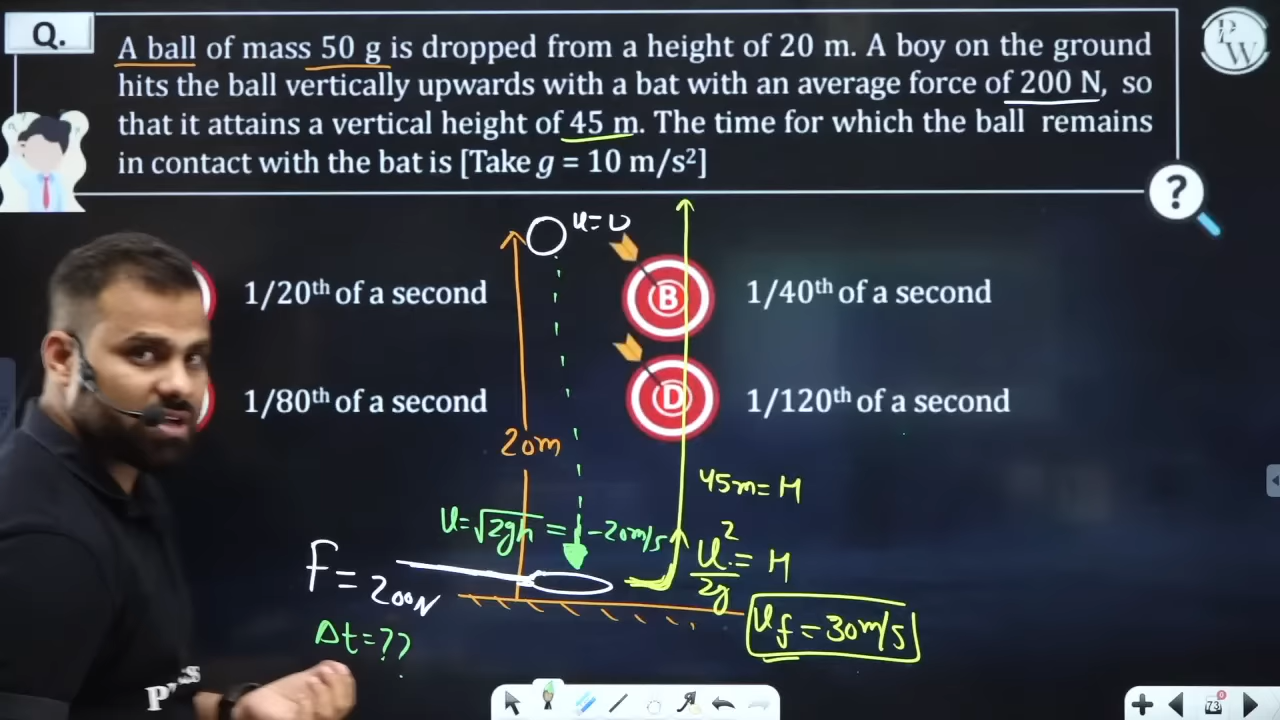 Q.
A ball of mass 50 g is dropped from a height of 20 m. A boy on the ground
hits the ball vertically upwards with a bat with an average force of 200 N, so
that it attains a vertical height of 45 m. The time for which the ball remains
in contact with the bat is [Take g = 10 m/s²]
PW
?
u=0
1/20th of a second
B
1/40th of a second
1/80th of a second
D
1/120th of a second
20m
45m=H
u=√2gh = -20m/s
u²/2g = H
F=200N
uf=30m/s
Δt=??
73